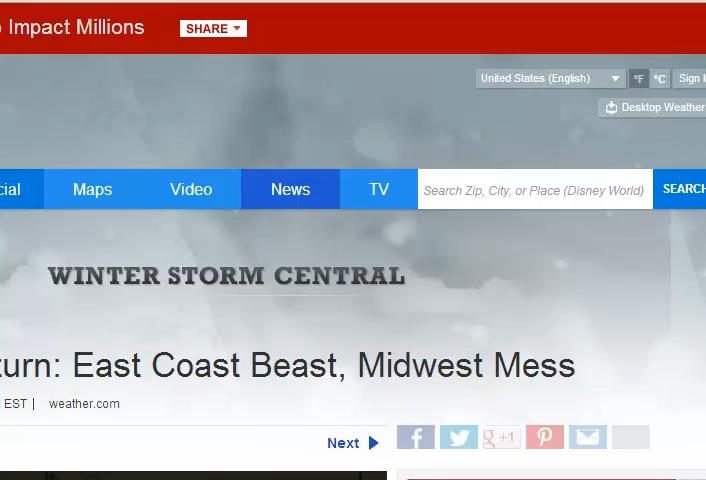 Impact Millions
SHARE
United States (English)
°F
°C
Sign
Desktop Weather
Maps
Video
News
TV
Search Zip, City, or Place (Disney World)
SEARCH
WINTER STORM CENTRAL
turn: East Coast Beast, Midwest Mess
EST | weather.com
Next
f
g +1